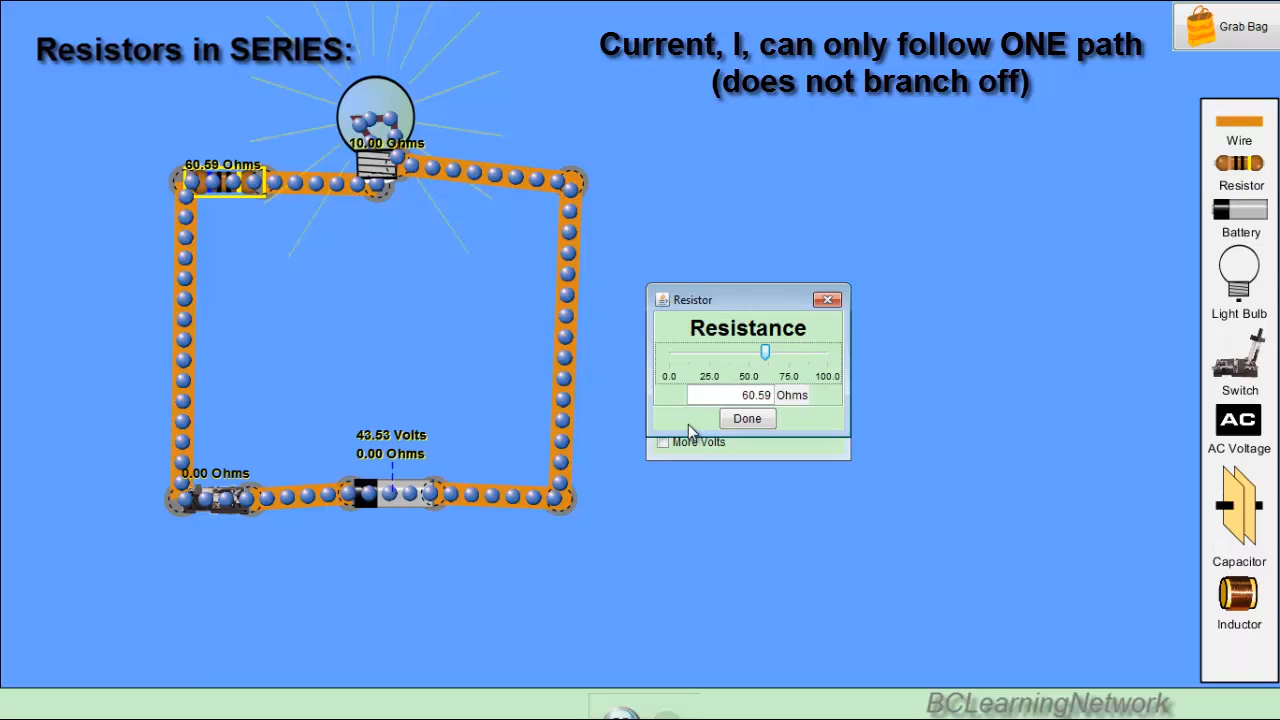 Resistors in SERIES:
Current, I, can only follow ONE path
(does not branch off)
Grab Bag
10.00 Ohms
60.59 Ohms
43.53 Volts
0.00 Ohms
0.00 Ohms
Resistor
Resistance
0.0 25.0 50.0 75.0 100.0
60.59 Ohms
Done
More Volts
Wire
Resistor
Battery
Light Bulb
Switch
AC
AC Voltage
Capacitor
Inductor
BCLearningNetwork